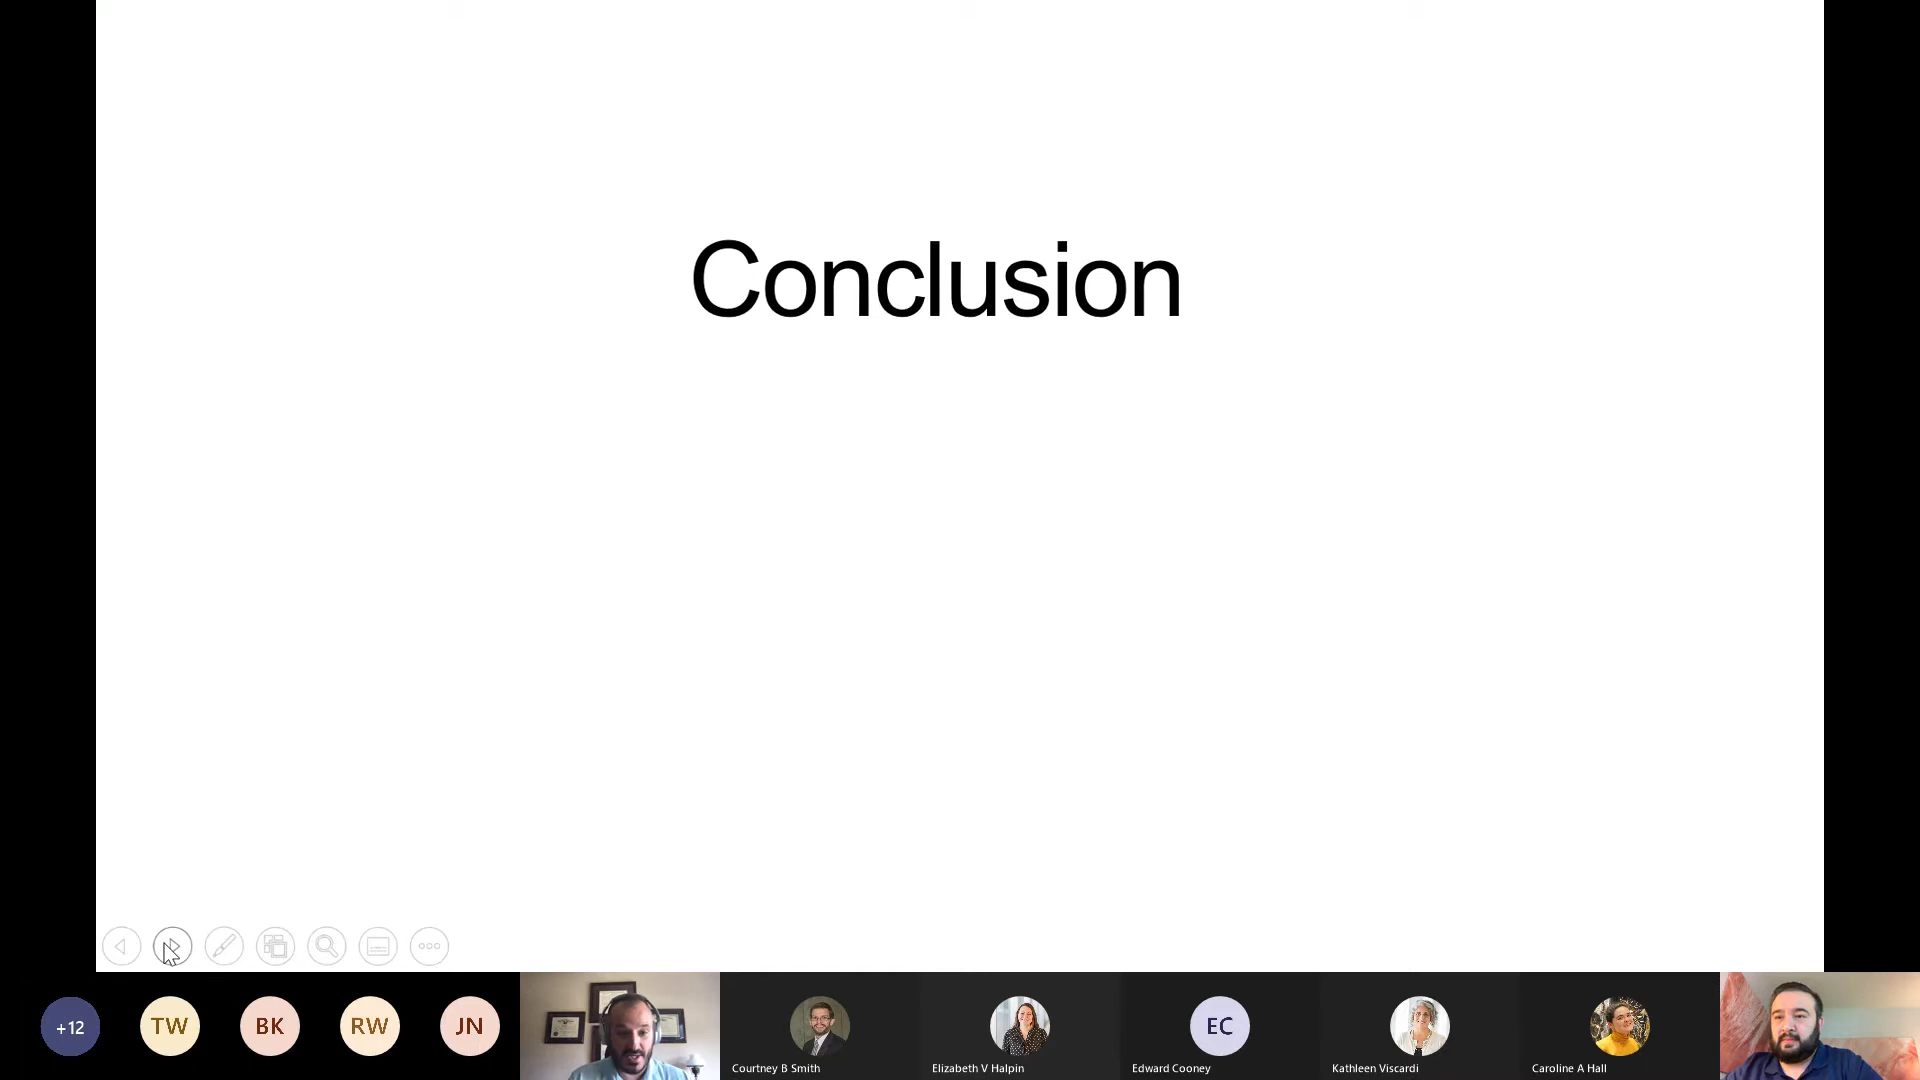 Conclusion
+12
TW
BK
RW
JN
EC
Courtney B Smith
Elizabeth V Halpin
Edward Cooney
Kathleen Viscardi
Caroline A Hall